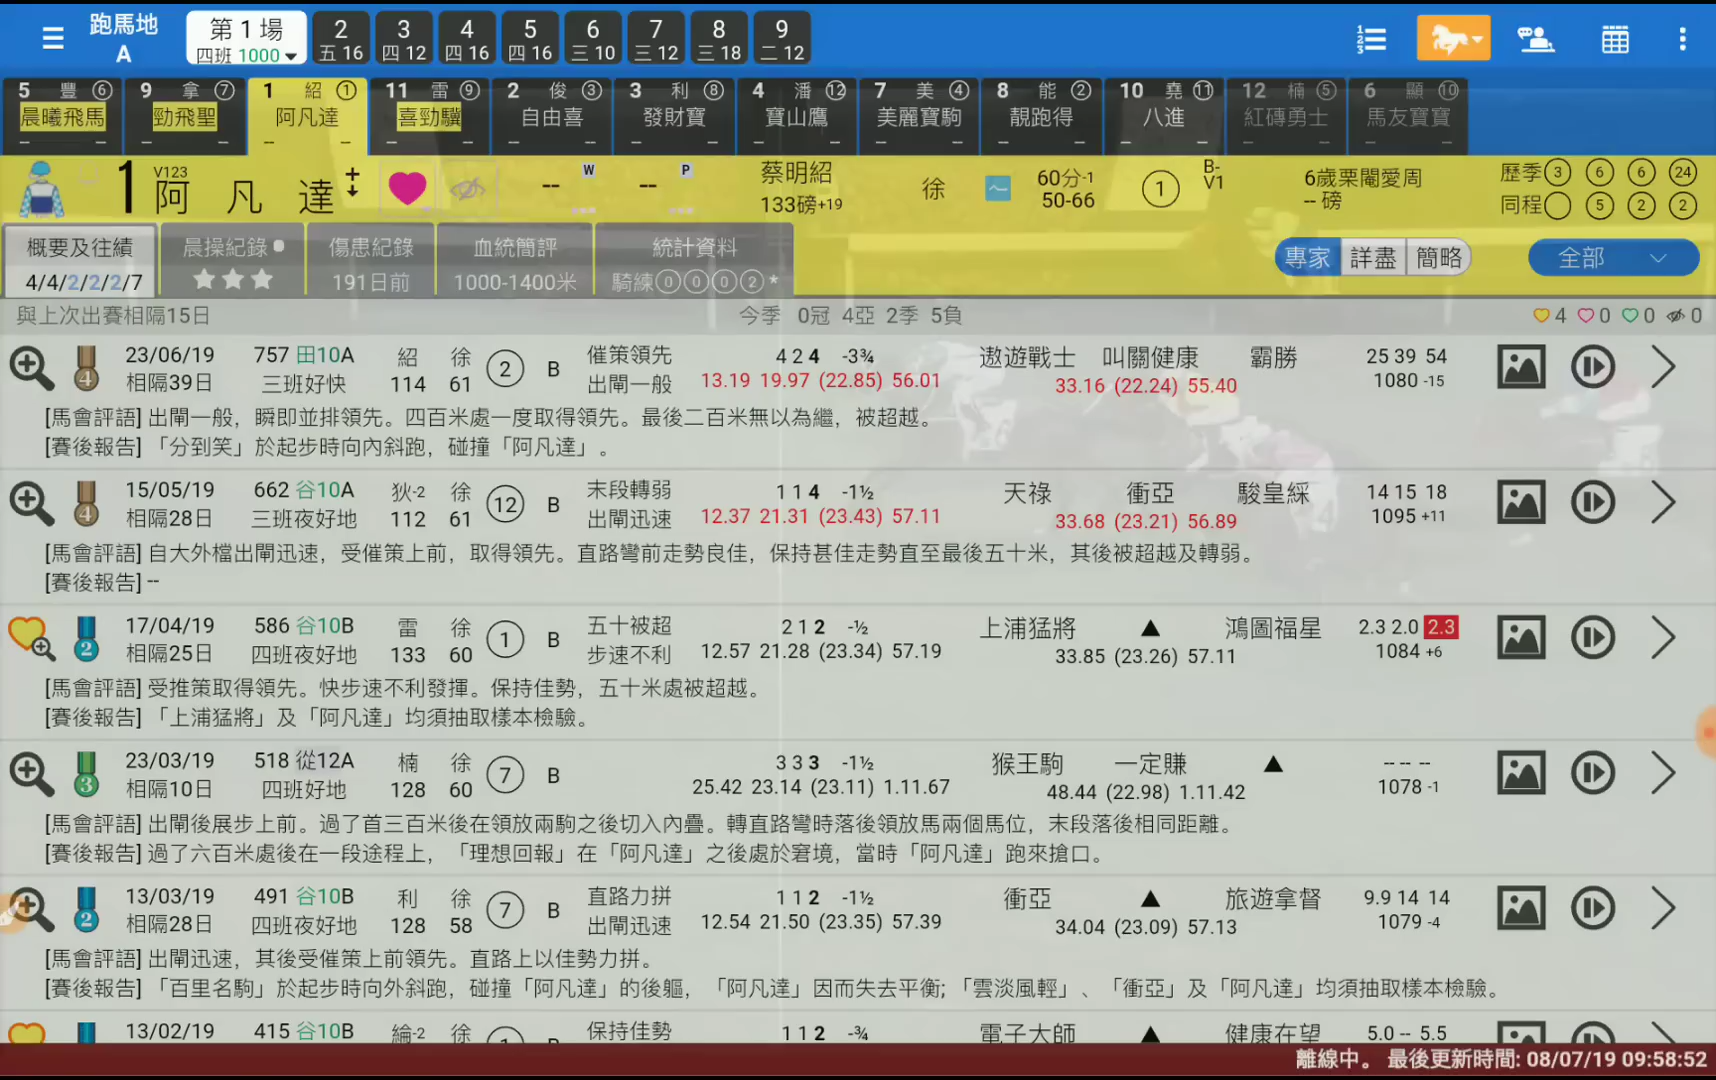 跑馬地
A
第 1 場
四班 1000
2
五 16
3
四 12
4
四 16
5
四 16
6
三 10
7
三 12
8
三 18
9
二 12
5 豐 ⑥
晨曦飛馬
-- --
9 拿 ⑦
勁飛聖
-- --
1 紹 ①
阿凡達
-- --
11 雷 ⑨
喜勁驥
-- --
2 俊 ③
自由喜
-- --
3 利 ⑧
發財寶
-- --
4 潘 ⑫
寶山鷹
-- --
7 美 ④
美麗寶駒
-- --
8 能 ②
靚跑得
-- --
10 堯 ⑪
八進
-- --
12 楠 ⑤
紅磚勇士
-- --
6 顯 ⑩
馬友寶寶
-- --
1 V123
阿 凡 達
-- W
-- P
蔡明紹
133磅+19
徐
60分-1
50-66
①
B-
V1
6歲栗閹愛周
-- 磅
歷季 ③ ⑥ ⑥ ㉔
同程 ◯ ⑤ ② ②
概要及往績
4/4/2/2/2/7
晨操紀錄
★★★
傷患紀錄
191日前
血統簡評
1000-1400米
統計資料
騎練⓪⓪⓪②*
專家 詳盡 簡略
全部
與上次出賽相隔15日
今季 0冠 4亞 2季 5負
4 0 0 0
4 23/06/19 757 田10A 紹 徐 ② B 催策領先 4 2 4 -3¾ 遨遊戰士 叫關健康 霸勝 25 39 54
相隔39日 三班好快 114 61 出閘一般 13.19 19.97 (22.85) 56.01 33.16 (22.24) 55.40 1080 -15
[馬會評語] 出閘一般，瞬即並排領先。四百米處一度取得領先。最後二百米無以為繼，被超越。
[賽後報告] 「分到笑」於起步時向內斜跑，碰撞「阿凡達」。
4 15/05/19 662 谷10A 狄-2 徐 ⑫ B 末段轉弱 1 1 4 -1½ 天祿 衝亞 駿皇綵 14 15 18
相隔28日 三班夜好地 112 61 出閘迅速 12.37 21.31 (23.43) 57.11 33.68 (23.21) 56.89 1095 +11
[馬會評語] 自大外檔出閘迅速，受催策上前，取得領先。直路彎前走勢良佳，保持甚佳走勢直至最後五十米，其後被超越及轉弱。
[賽後報告] --
2 17/04/19 586 谷10B 雷 徐 ① B 五十被超 2 1 2 -½ 上浦猛將 ▲ 鴻圖福星 2.3 2.0 2.3
相隔25日 四班夜好地 133 60 步速不利 12.57 21.28 (23.34) 57.19 33.85 (23.26) 57.11 1084 +6
[馬會評語] 受推策取得領先。快步速不利發揮。保持佳勢，五十米處被超越。
[賽後報告] 「上浦猛將」及「阿凡達」均須抽取樣本檢驗。
3 23/03/19 518 從12A 楠 徐 ⑦ B 3 3 3 -1½ 猴王駒 一定賺 ▲ -- -- --
相隔10日 四班好地 128 60 25.42 23.14 (23.11) 1.11.67 48.44 (22.98) 1.11.42 1078 -1
[馬會評語] 出閘後展步上前。過了首三百米後在領放兩駒之後切入內疊。轉直路彎時落後領放馬兩個馬位，末段落後相同距離。
[賽後報告] 過了六百米處後在一段途程上，「理想回報」在「阿凡達」之後處於窘境，當時「阿凡達」跑來搶口。
2 13/03/19 491 谷10B 利 徐 ⑦ B 直路力拼 1 1 2 -1½ 衝亞 ▲ 旅遊拿督 9.9 14 14
相隔28日 四班夜好地 128 58 出閘迅速 12.54 21.50 (23.35) 57.39 34.04 (23.09) 57.13 1079 -4
[馬會評語] 出閘迅速，其後受催策上前領先。直路上以佳勢力拼。
[賽後報告] 「百里名駒」於起步時向外斜跑，碰撞「阿凡達」的後軀，「阿凡達」因而失去平衡；「雲淡風輕」、「衝亞」及「阿凡達」均須抽取樣本檢驗。
13/02/19 415 谷10B 綸-2 徐 保持佳勢 1 1 2 -¾ 電子大師 ▲ 健康在望 5.0 -- 5.5
離線中。 最後更新時間: 08/07/19 09:58:52